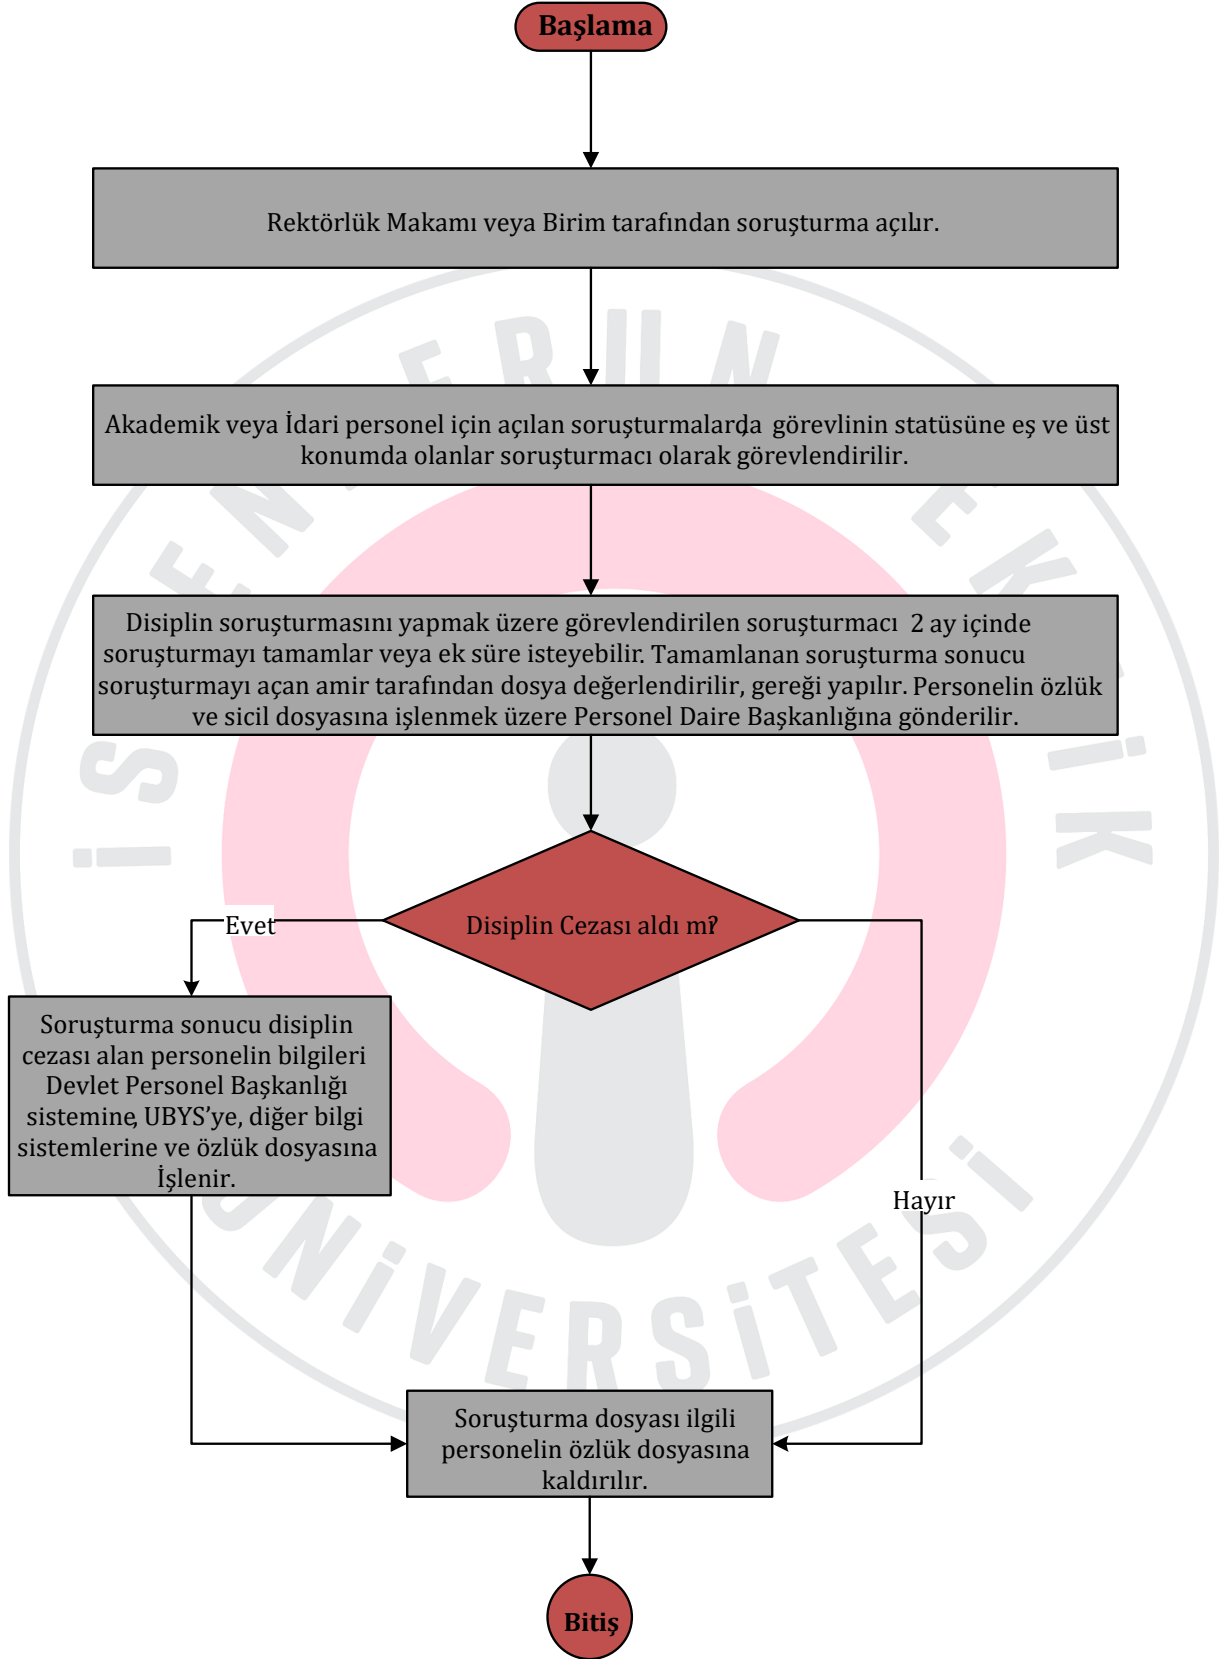 Başlama
Rektörlük Makamı veya Birim tarafından soruşturma açılır.
Akademik veya İdari personel için açılan soruşturmalarda, görevlinin statüsüne eş ve üst
konumda olanlar soruşturmacı olarak görevlendirilir.
Disiplin soruşturmasını yapmak üzere görevlendirilen soruşturmacı 2 ay içinde
soruşturmayı tamamlar veya ek süre isteyebilir. Tamamlanan soruşturma sonucu
soruşturmayı açan amir tarafından dosya değerlendirilir, gereği yapılır. Personelin özlük
ve sicil dosyasına işlenmek üzere Personel Daire Başkanlığına gönderilir.
Disiplin Cezası aldı mı?
Evet
Soruşturma sonucu disiplin
cezası alan personelin bilgileri
Devlet Personel Başkanlığı
sistemine, UBYS'ye, diğer bilgi
sistemlerine ve özlük dosyasına
İşlenir.
Hayır
Soruşturma dosyası ilgili
personelin özlük dosyasına
kaldırılır.
Bitiş
ÜNİVERSİTESİ